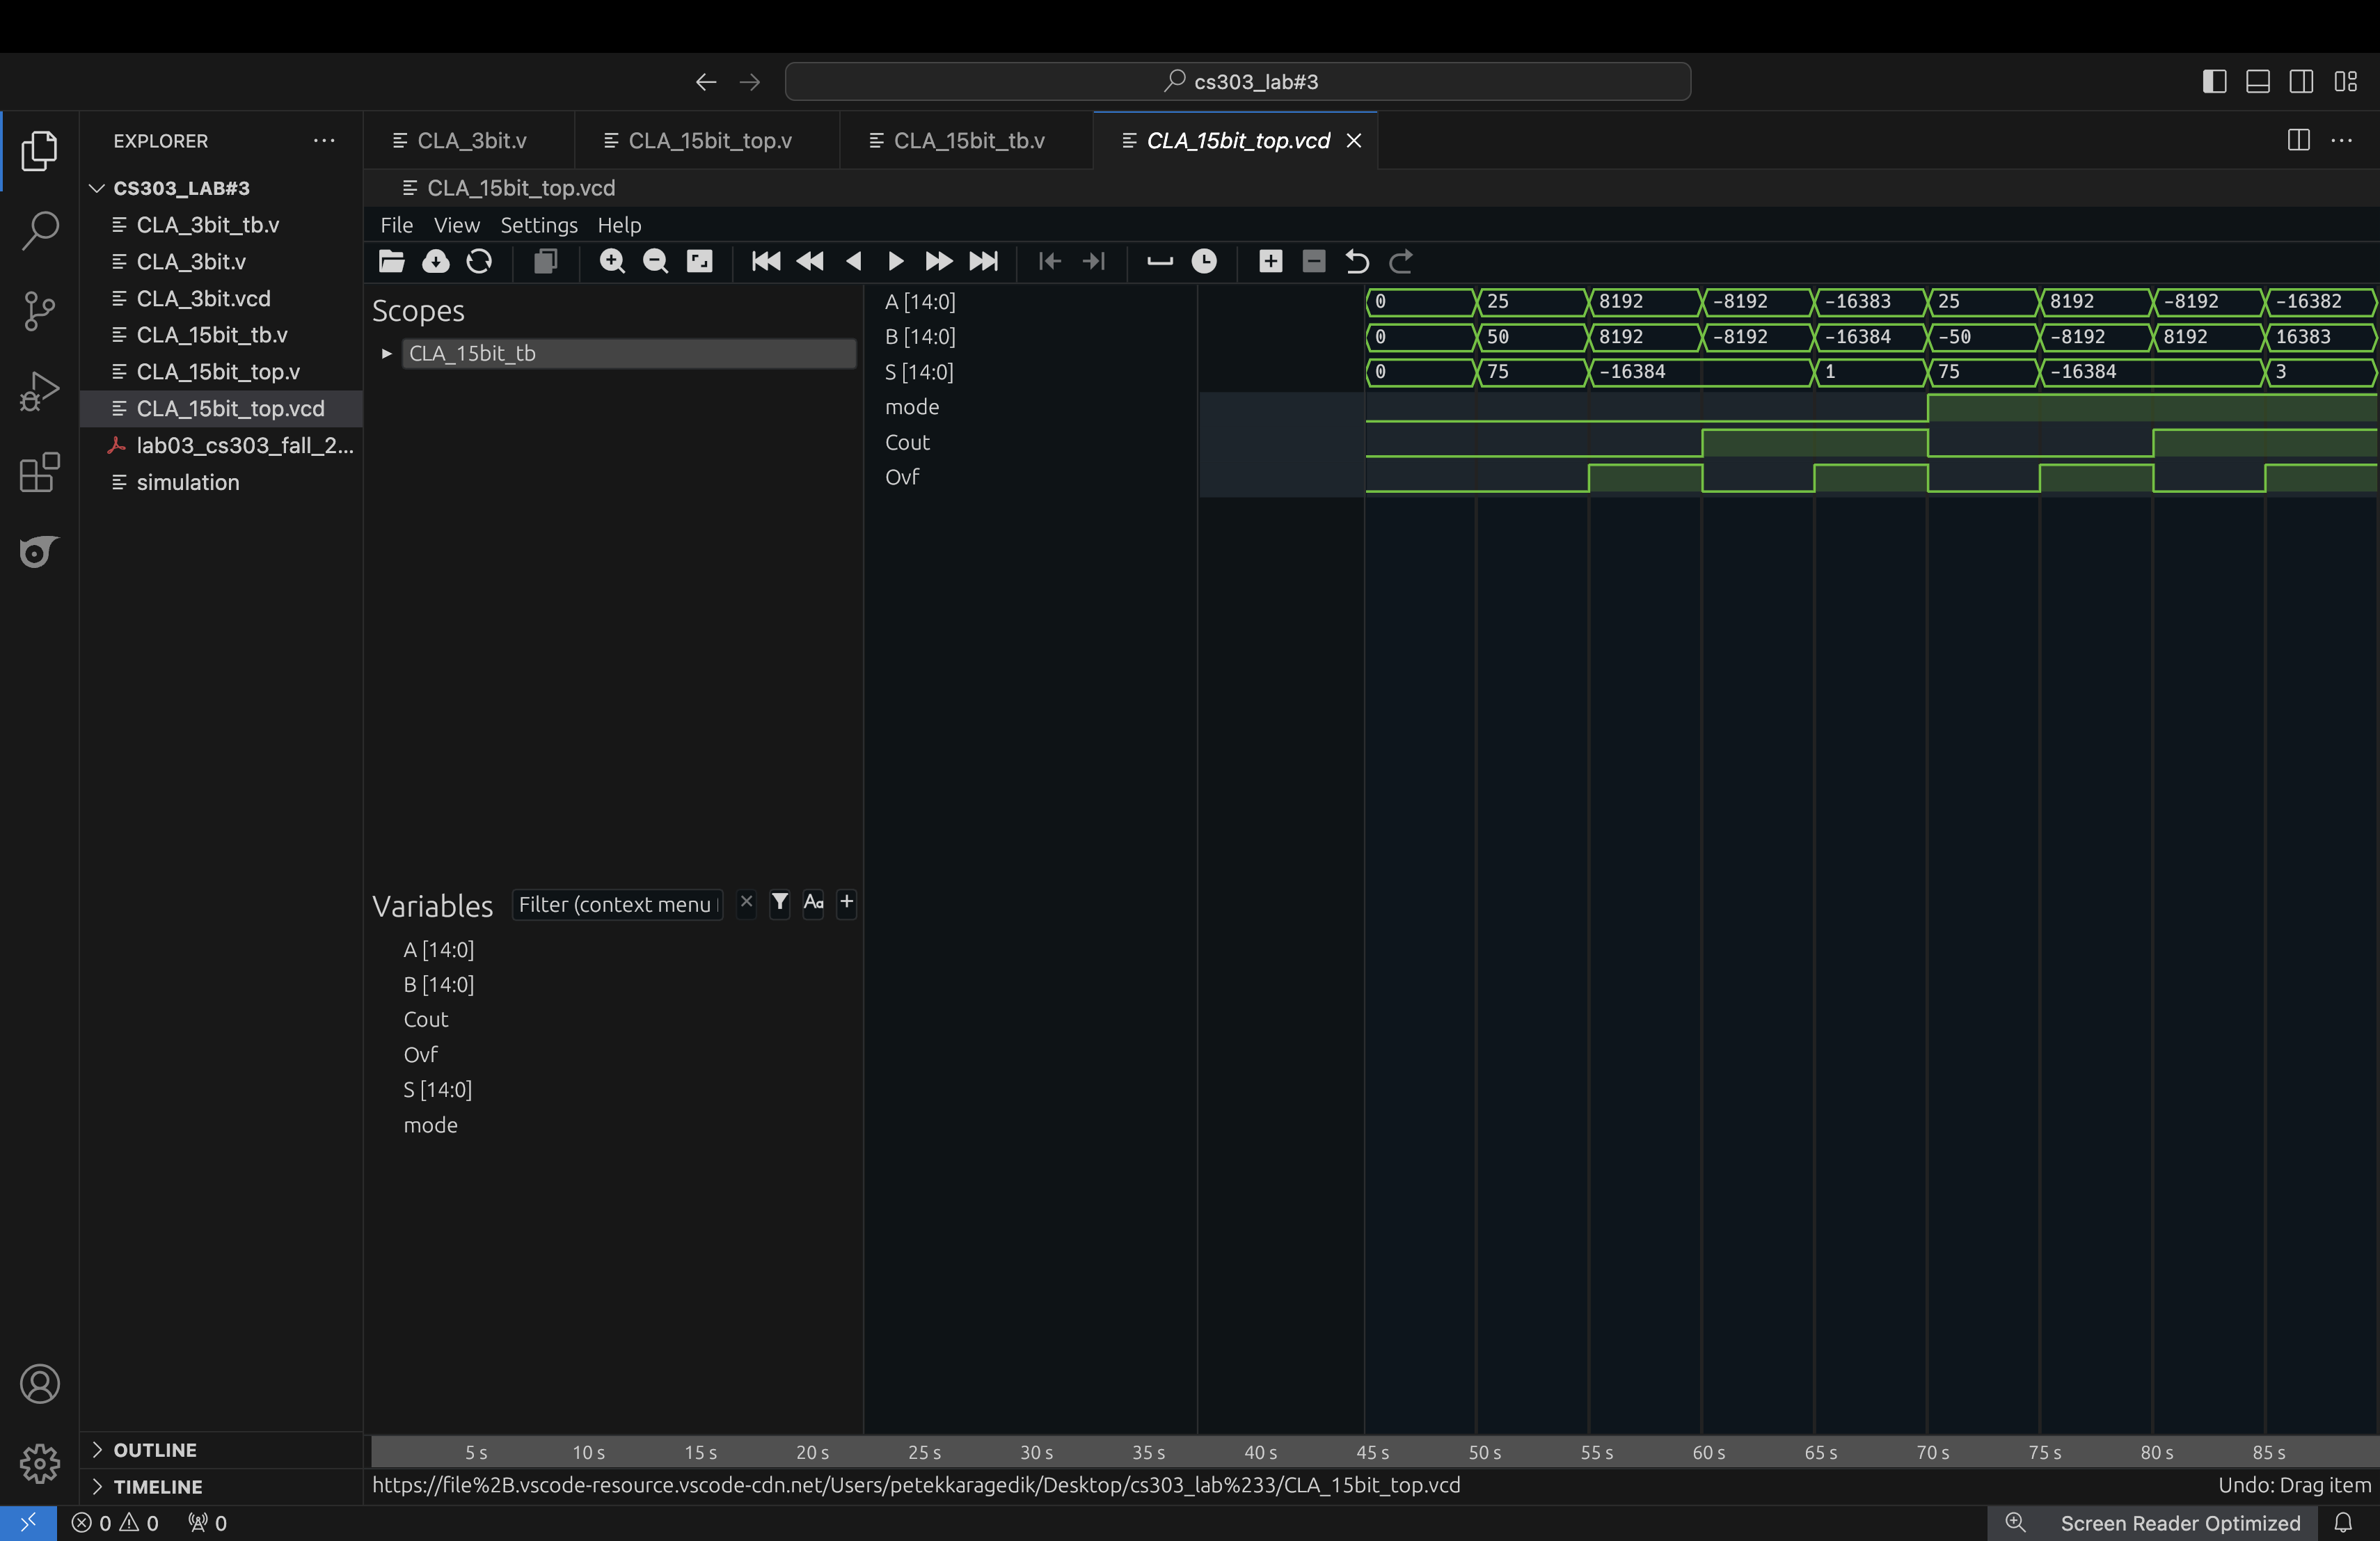 cs303_lab#3
EXPLORER
CS303_LAB#3
CLA_3bit_tb.v
CLA_3bit.v
CLA_3bit.vcd
CLA_15bit_tb.v
CLA_15bit_top.v
CLA_15bit_top.vcd
lab03_cs303_fall_2...
simulation
OUTLINE
TIMELINE
CLA_3bit.v CLA_15bit_top.v CLA_15bit_tb.v CLA_15bit_top.vcd
CLA_15bit_top.vcd
File View Settings Help
Scopes
CLA_15bit_tb
Variables Filter (context menu Aa +
A [14:0]
B [14:0]
Cout
Ovf
S [14:0]
mode
A [14:0] 0 25 8192 -8192 -16383 25 8192 -8192 -16382
B [14:0] 0 50 8192 -8192 -16384 -50 -8192 8192 16383
S [14:0] 0 75 -16384 1 75 -16384 3
mode
Cout
Ovf
5 s 10 s 15 s 20 s 25 s 30 s 35 s 40 s 45 s 50 s 55 s 60 s 65 s 70 s 75 s 80 s 85 s
https://file%2B.vscode-resource.vscode-cdn.net/Users/petekkaragedik/Desktop/cs303_lab%233/CLA_15bit_top.vcd Undo: Drag item
0 0 0 Screen Reader Optimized